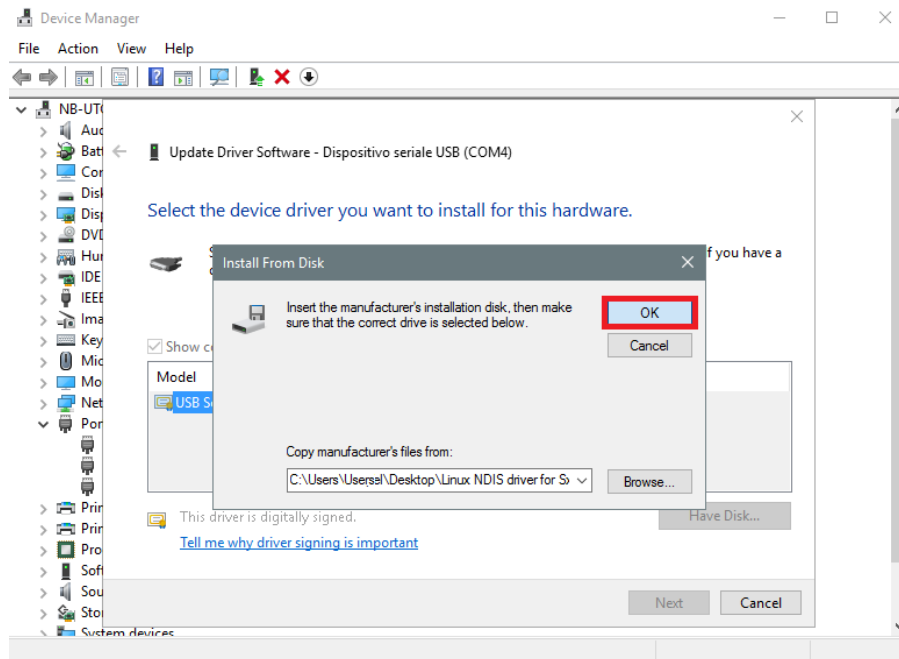 Device Manager
File Action View Help
NB-UT
Aud
Batt
Update Driver Software - Dispositivo seriale USB (COM4)
Cor
Disk
Disp
Select the device driver you want to install for this hardware.
DVD
Hur
f you have a
Install From Disk
IDE
IEEE
Insert the manufacturer's installation disk, then make
sure that the correct drive is selected below.
OK
Cancel
Ima
Key
Show co
Mic
Model
Mo
USB S
Net
Por
Copy manufacturer's files from:
C:\Users\Usersel\Desktop\Linux NDIS driver for S
Browse...
Prin
This driver is digitally signed.
Have Disk...
Prin
Tell me why driver signing is important
Pro
Soft
Sou
Next
Cancel
Stor
System devices